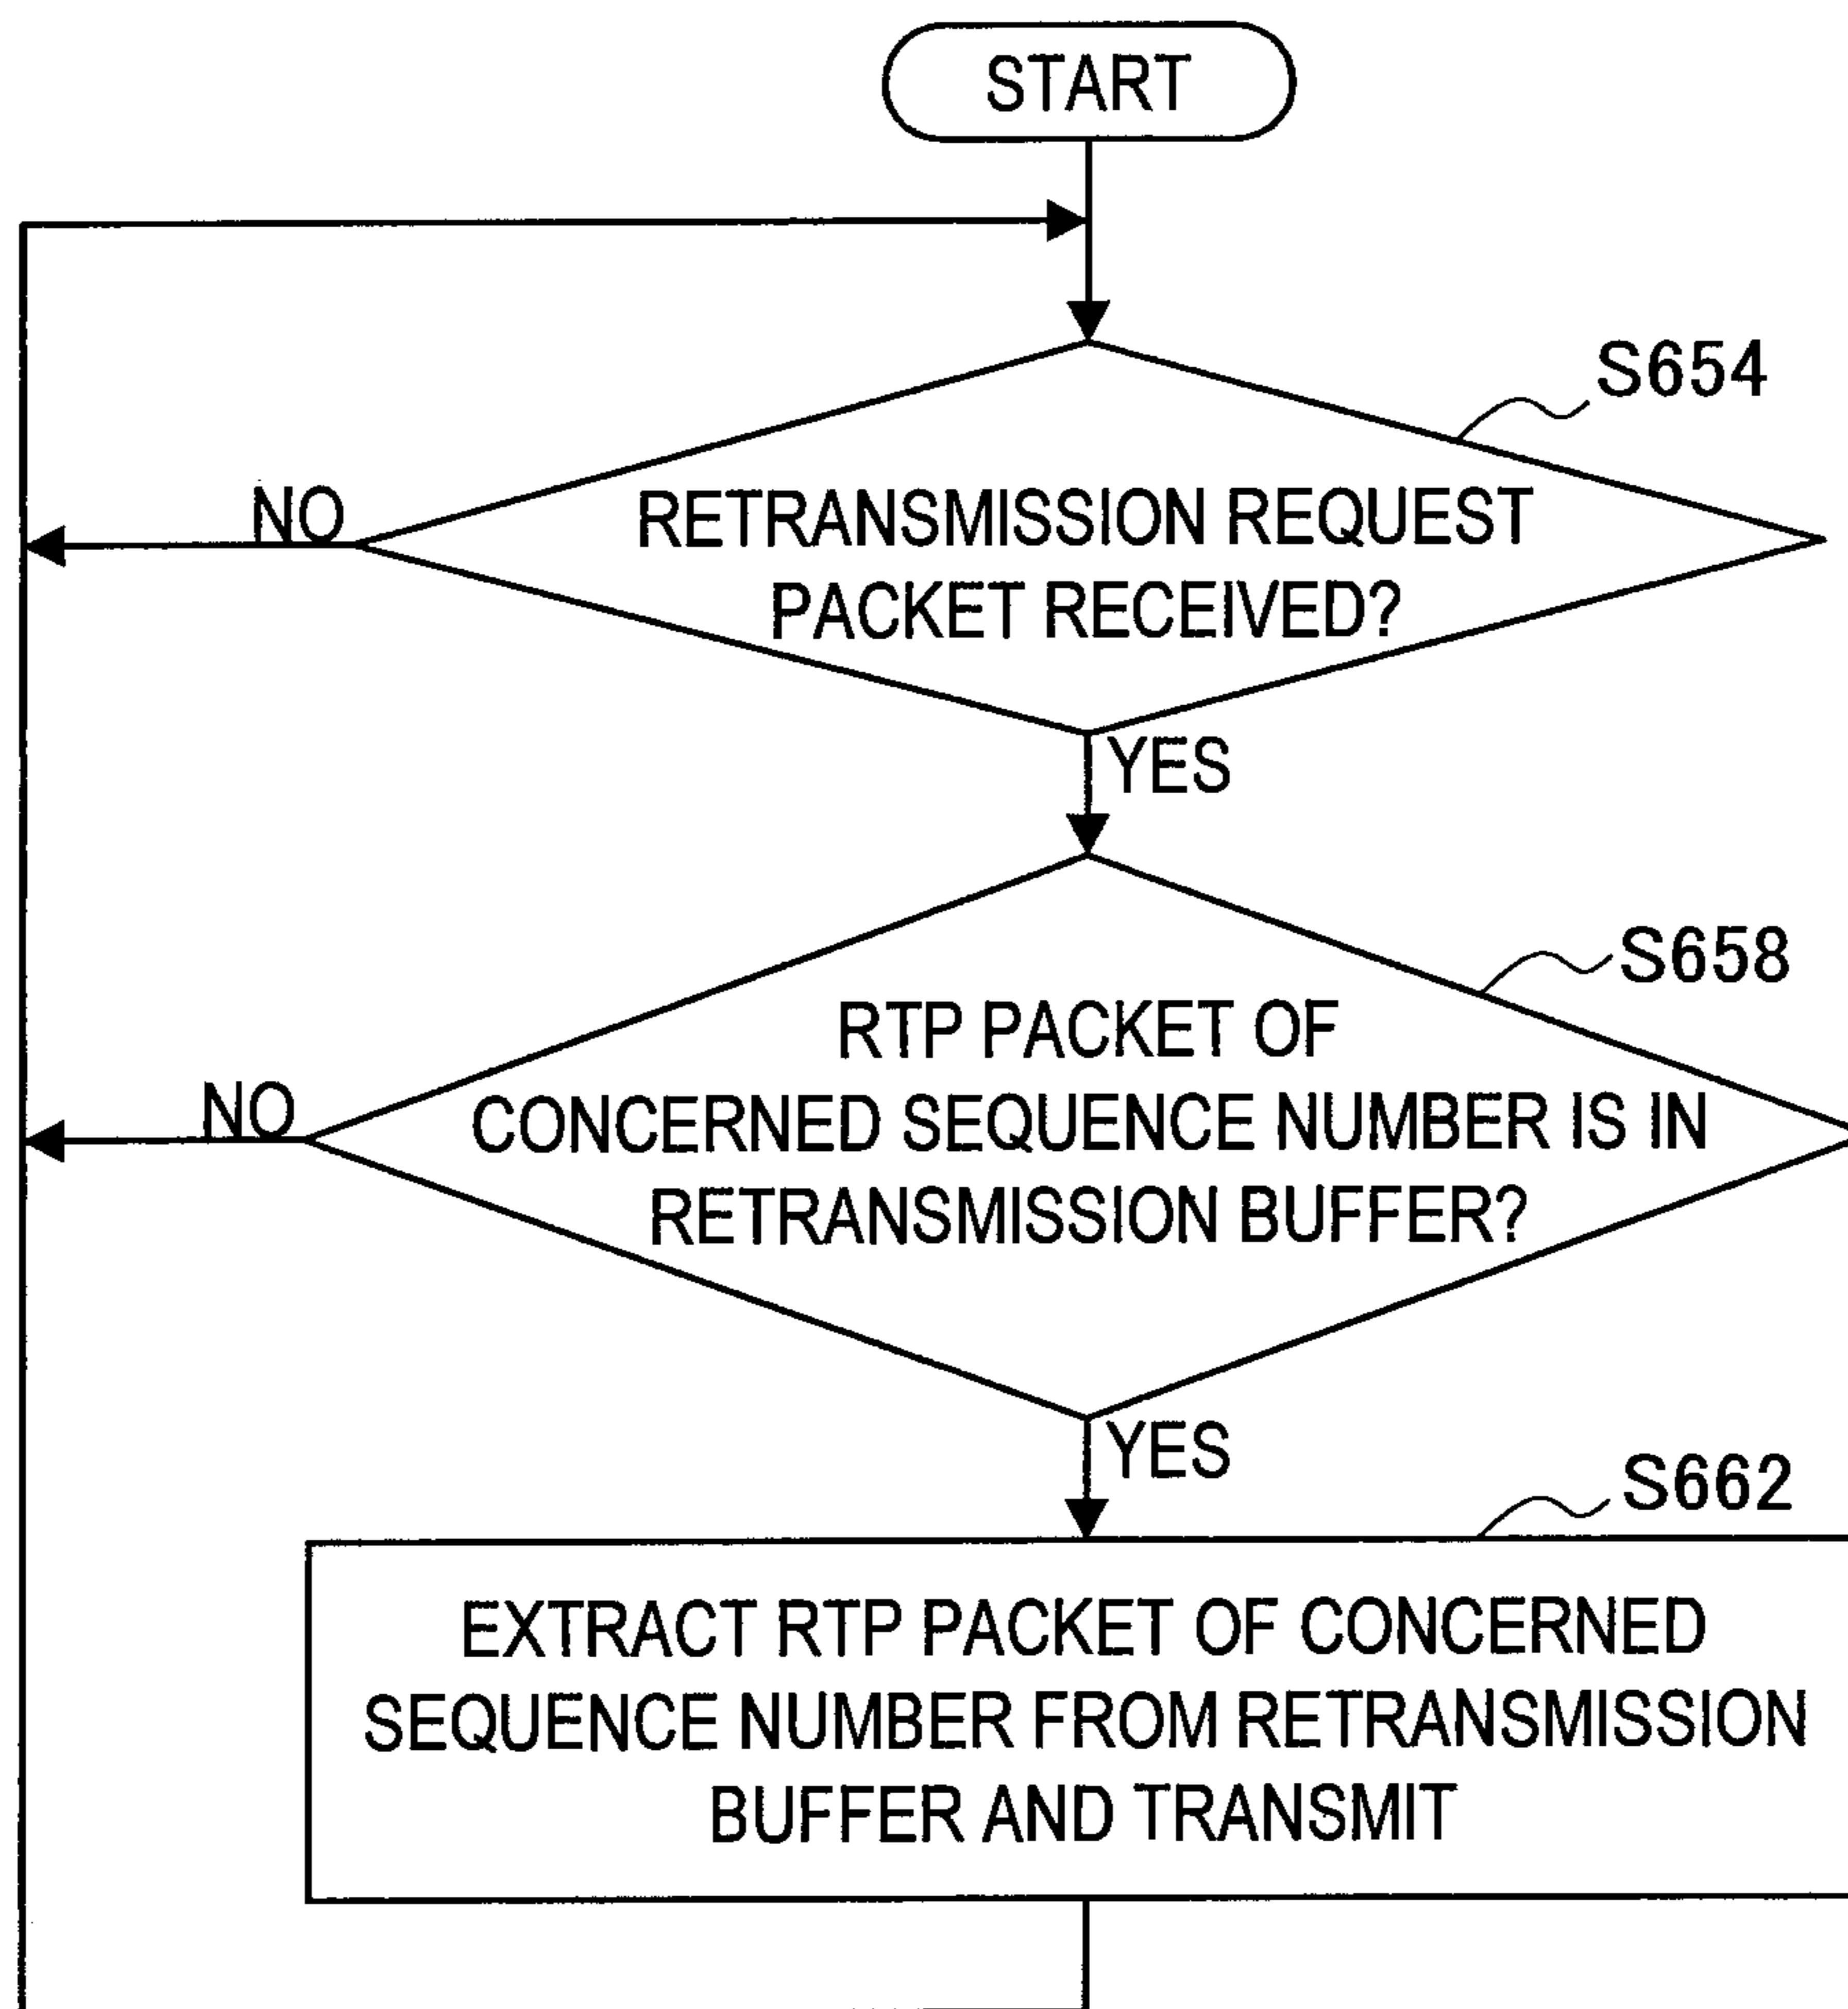 START
S654
NO
RETRANSMISSION REQUEST
PACKET RECEIVED?
YES
S658
RTP PACKET OF
NO
CONCERNED SEQUENCE NUMBER IS IN
RETRANSMISSION BUFFER?
YES
S662
EXTRACT RTP PACKET OF CONCERNED
SEQUENCE NUMBER FROM RETRANSMISSION
BUFFER AND TRANSMIT